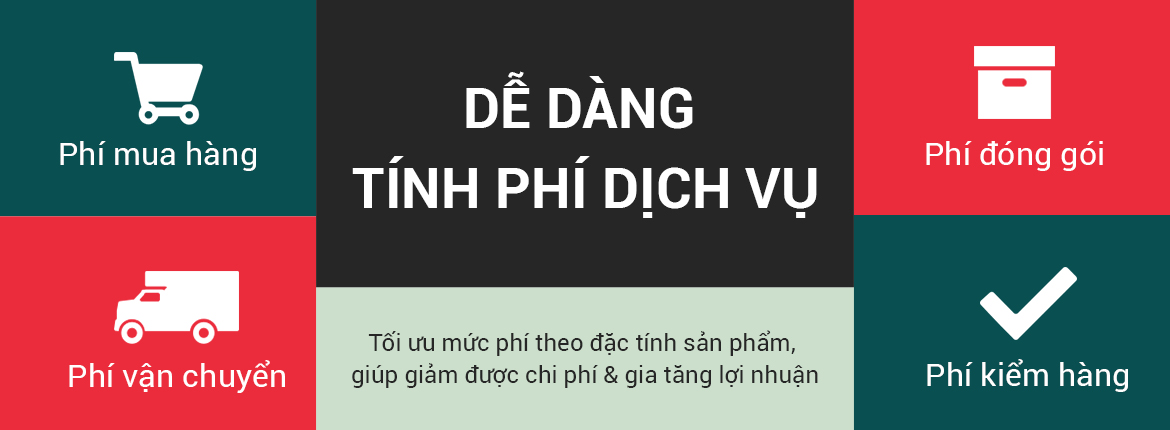 Phí mua hàng
Phí vận chuyển
DỄ DÀNG
TÍNH PHÍ DỊCH VỤ
Tối ưu mức phí theo đặc tính sản phẩm,
giúp giảm được chi phí & gia tăng lợi nhuận
Phí đóng gói
Phí kiểm hàng